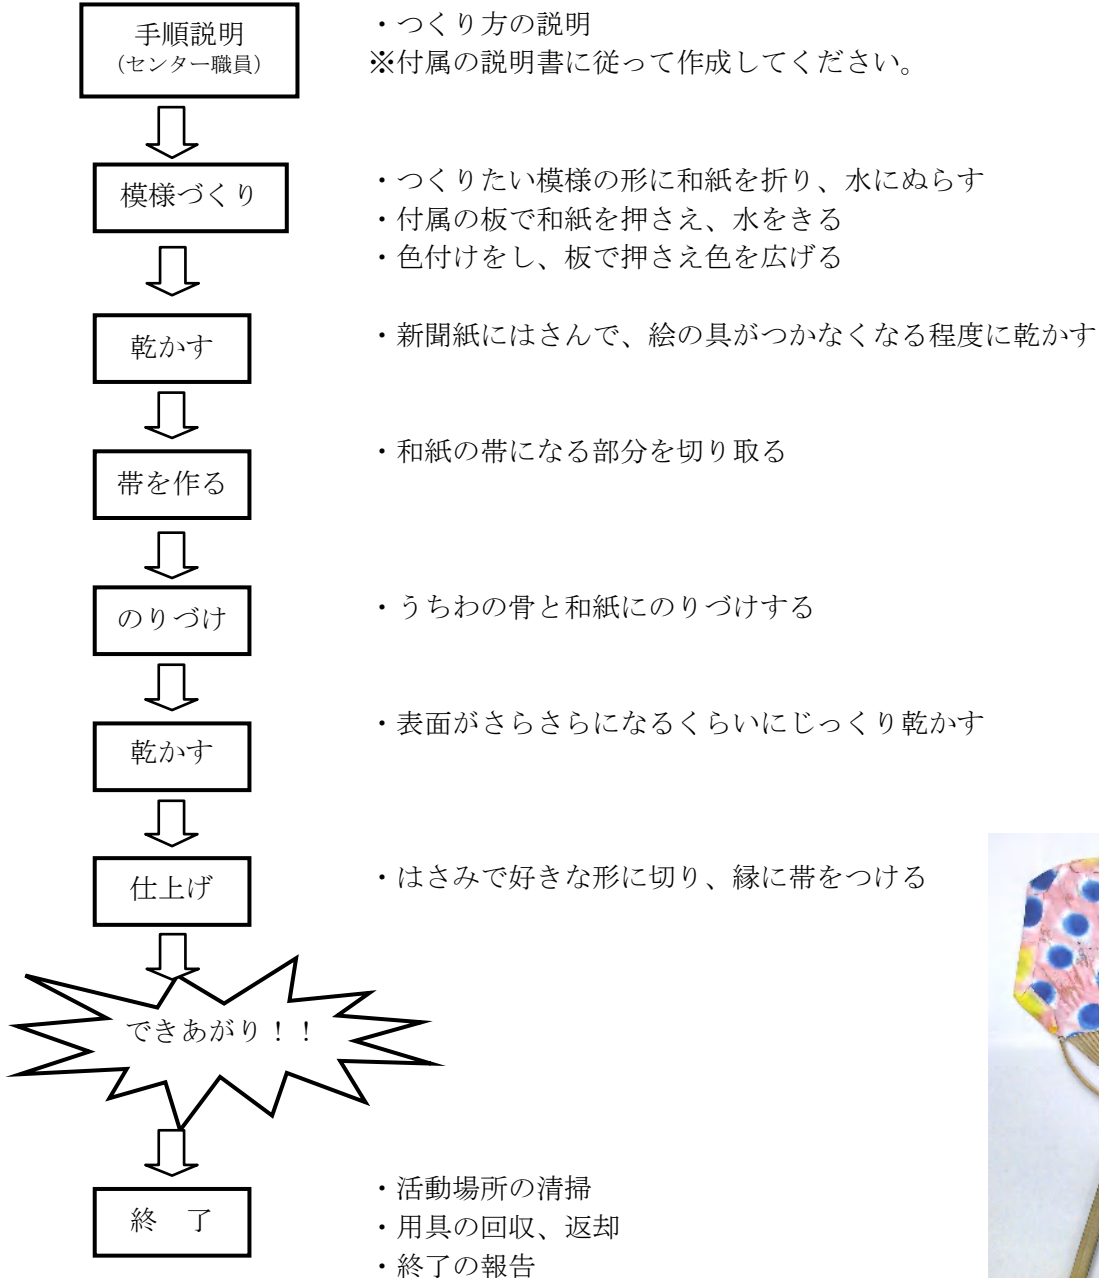 手順説明
（センター職員）
・つくり方の説明
※付属の説明書に従って作成してください。
模様づくり
・つくりたい模様の形に和紙を折り、水にぬらす
・付属の板で和紙を押さえ、水をきる
・色付けをし、板で押さえ色を広げる
乾かす
・新聞紙にはさんで、絵の具がつかなくなる程度に乾かす
帯を作る
・和紙の帯になる部分を切り取る
のりづけ
・うちわの骨と和紙にのりづけする
乾かす
・表面がさらさらになるくらいにじっくり乾かす
仕上げ
・はさみで好きな形に切り、縁に帯をつける
できあがり！！
終　了
・活動場所の清掃
・用具の回収、返却
・終了の報告